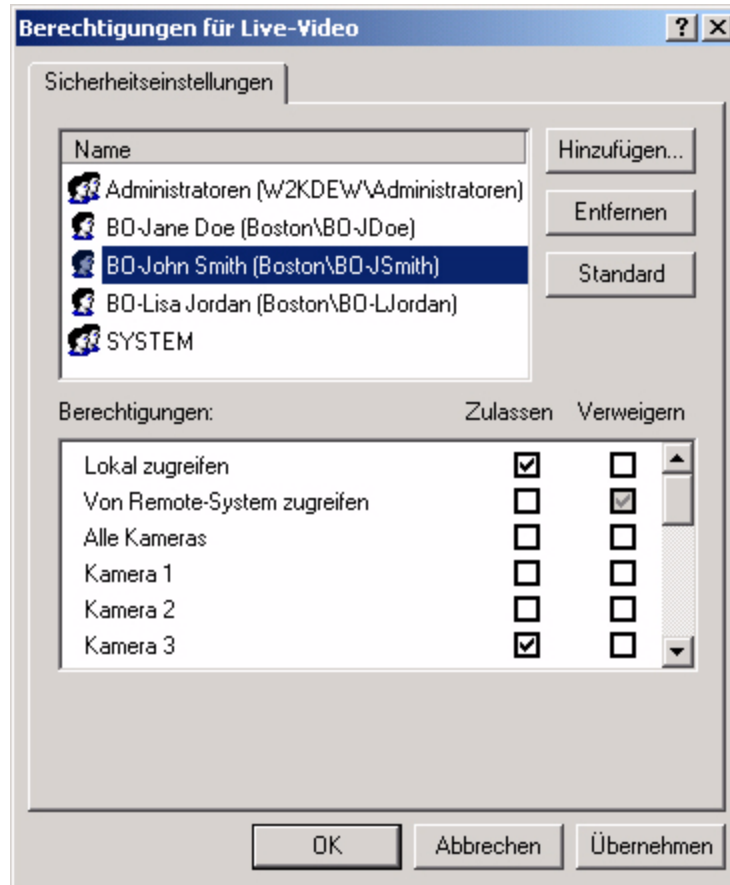 Berechtigungen für Live-Video
Sicherheitseinstellungen
Name
Administratoren (W2KDEW\Administratoren)
BO-Jane Doe (Boston\BO-JDoe)
BO-John Smith (Boston\BO-JSmith)
BO-Lisa Jordan (Boston\BO-LJordan)
SYSTEM
Hinzufügen...
Entfernen
Standard
Berechtigungen: Zulassen Verweigern
Lokal zugreifen
Von Remote-System zugreifen
Alle Kameras
Kamera 1
Kamera 2
Kamera 3
OK Abbrechen Übernehmen